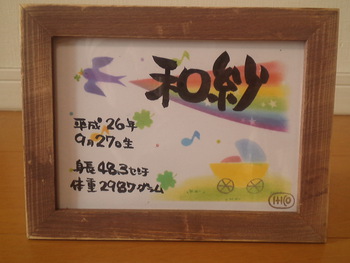 和紗
平成26年
9月27日生
身長48.3センチ
体重2987グラム